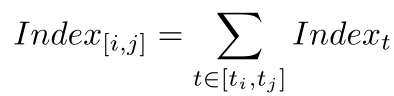 Index_{[i,j]} = \sum_{t \in [t_i, t_j]} Index_t